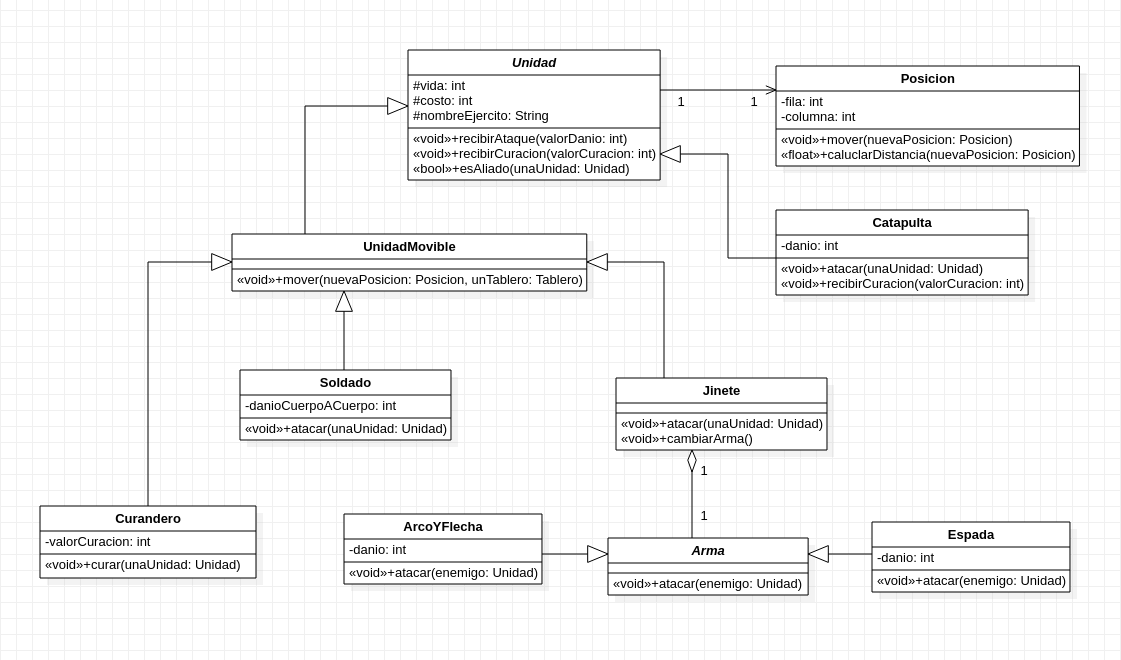 Unidad
#vida: int
#costo: int
#nombreEjercito: String
«void»+recibirAtaque(valorDanio: int)
«void»+recibirCuracion(valorCuracion: int)
«bool»+esAliado(unaUnidad: Unidad)
1
1
Posicion
-fila: int
-columna: int
«void»+mover(nuevaPosicion: Posicion)
«float»+caluclarDistancia(nuevaPosicion: Posicion)
Catapulta
-danio: int
«void»+atacar(unaUnidad: Unidad)
«void»+recibirCuracion(valorCuracion: int)
UnidadMovible
«void»+mover(nuevaPosicion: Posicion, unTablero: Tablero)
Soldado
-danioCuerpoACuerpo: int
«void»+atacar(unaUnidad: Unidad)
Jinete
«void»+atacar(unaUnidad: Unidad)
«void»+cambiarArma()
1
1
Curandero
-valorCuracion: int
«void»+curar(unaUnidad: Unidad)
ArcoYFlecha
-danio: int
«void»+atacar(enemigo: Unidad)
Arma
«void»+atacar(enemigo: Unidad)
Espada
-danio: int
«void»+atacar(enemigo: Unidad)